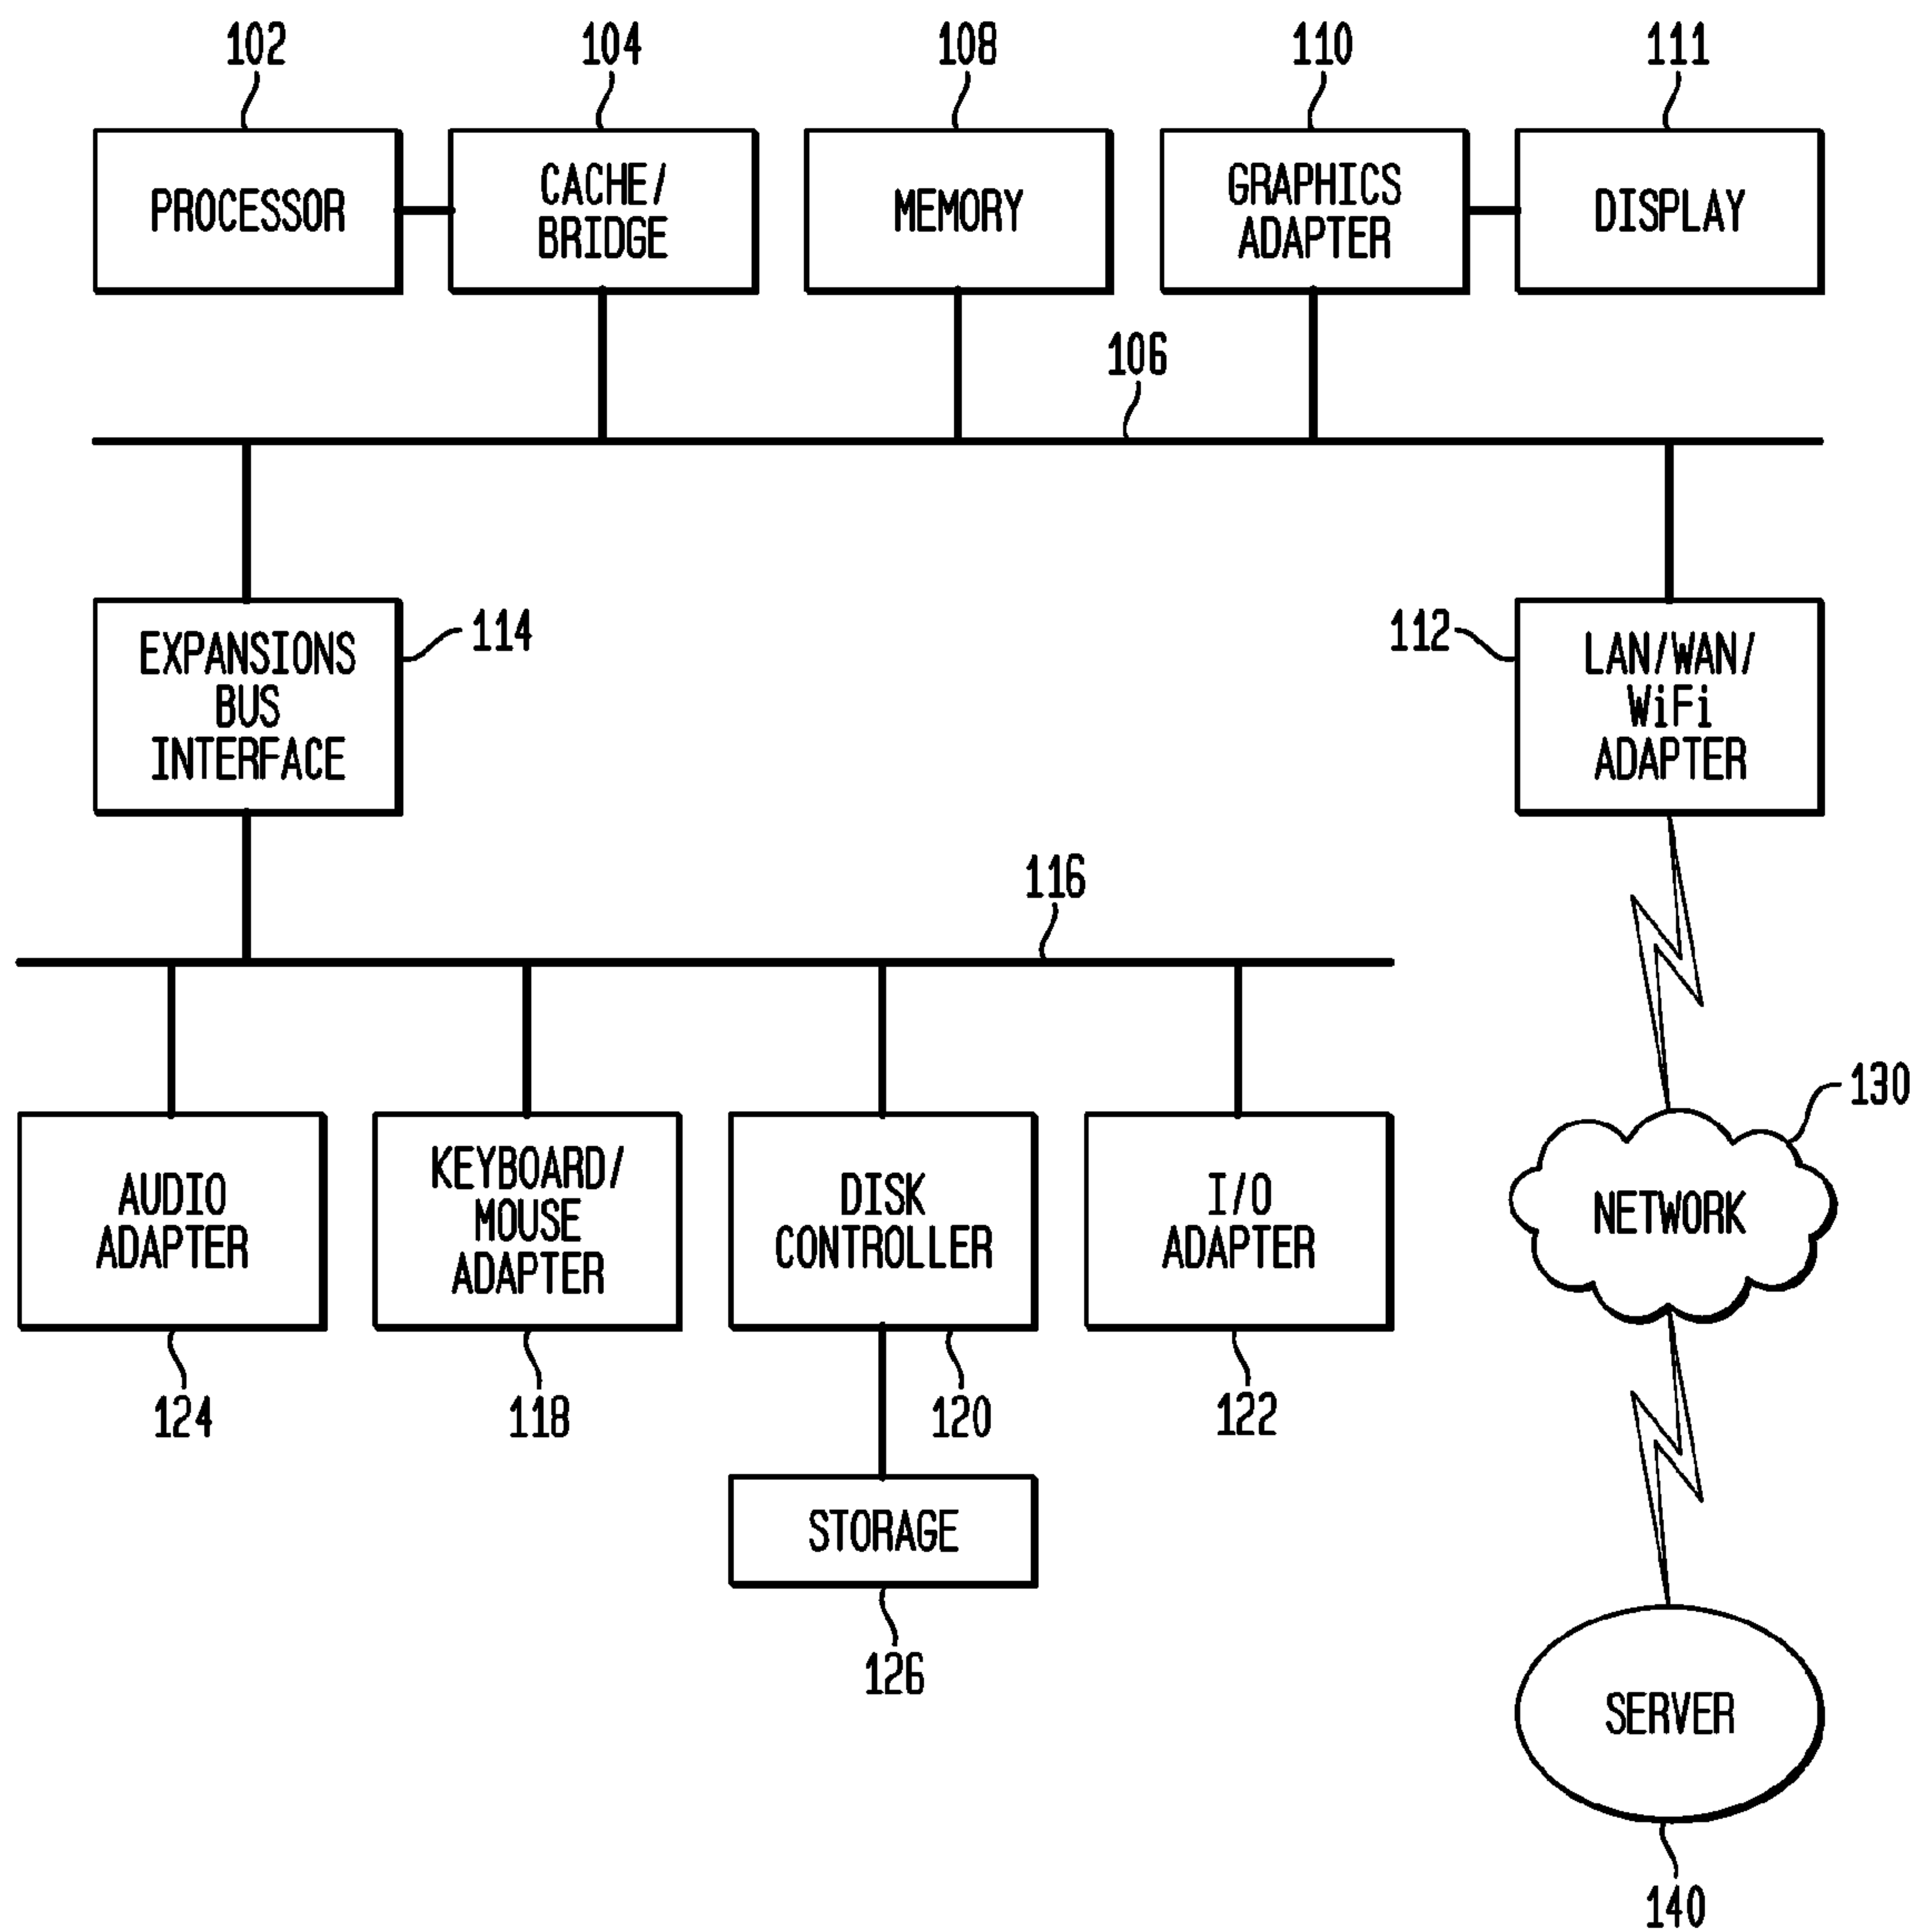 102
104
108
110
111
PROCESSOR
CACHE/
BRIDGE
MEMORY
GRAPHICS
ADAPTER
DISPLAY
106
EXPANSIONS
BUS
INTERFACE
114
112
LAN/WAN/
WiFi
ADAPTER
116
130
AUDIO
ADAPTER
KEYBOARD/
MOUSE
ADAPTER
DISK
CONTROLLER
I/O
ADAPTER
NETWORK
124
118
120
122
STORAGE
126
SERVER
140